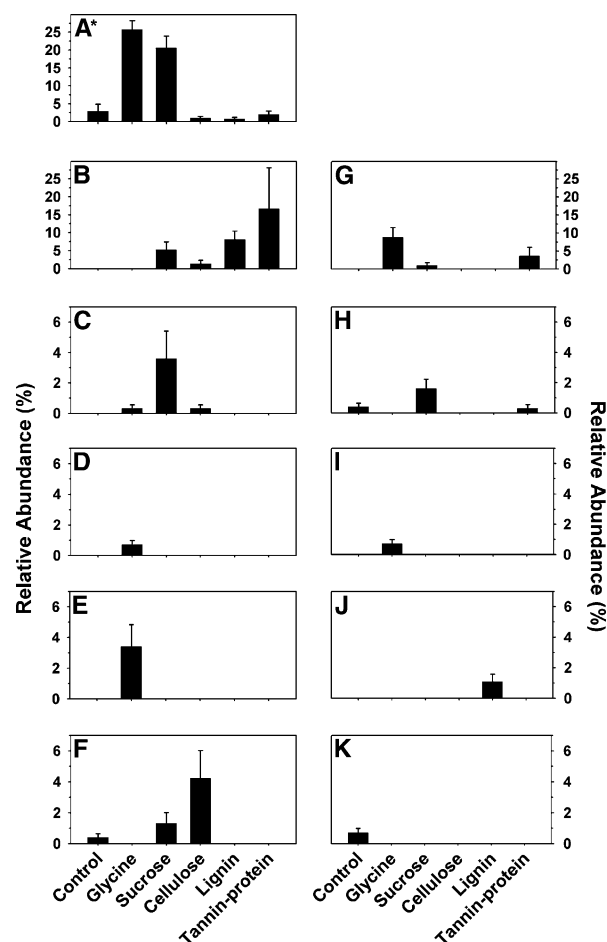 A*
25
20
15
10
5
0
B
25
20
15
10
5
0
G
25
20
15
10
5
0
C
6
4
2
0
H
6
4
2
0
D
6
4
2
0
I
6
4
2
0
E
6
4
2
0
J
6
4
2
0
F
6
4
2
0
K
6
4
2
0
Relative Abundance (%)
Relative Abundance (%)
Control
Glycine
Sucrose
Cellulose
Lignin
Tannin-protein
Control
Glycine
Sucrose
Cellulose
Lignin
Tannin-protein